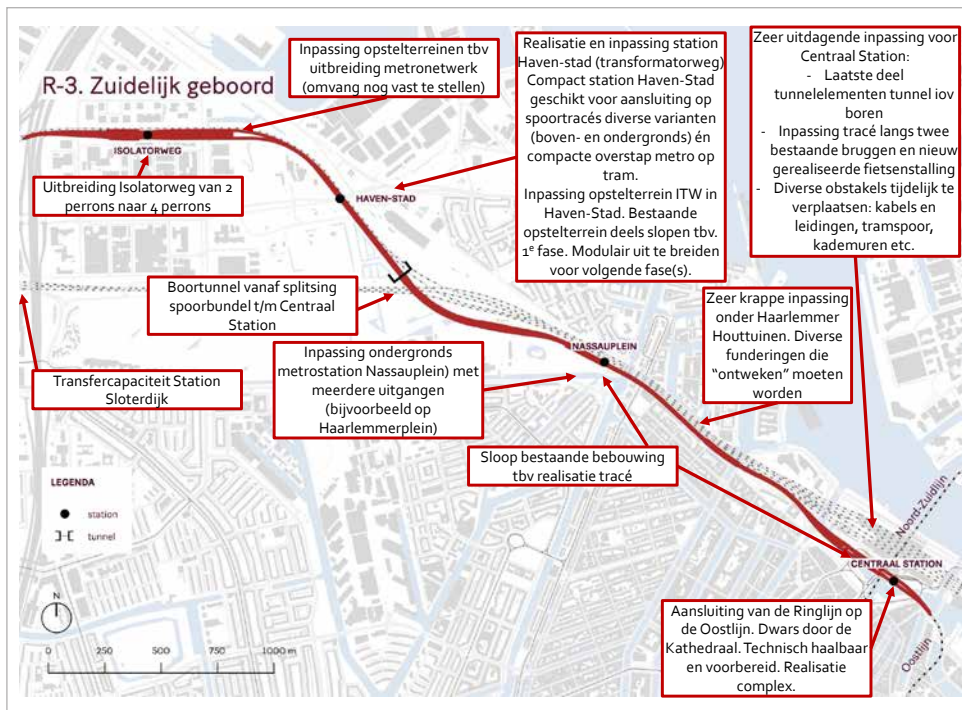 R-3. Zuidelijk geboord
Inpassing opstelterreinen tbv
uitbreiding metronetwerk
(omvang nog vast te stellen)
Realisatie en inpassing station
Haven-stad (transformatorweg)
Compact station Haven-Stad
geschikt voor aansluiting op
spoortracés diverse varianten
(boven- en ondergronds) én
compacte overstap metro op
tram.
Inpassing opstelterrein ITW in
Haven-Stad. Bestaande
opstelterrein deels slopen tbv.
1e fase. Modulair uit te breiden
voor volgende fase(s).
Zeer uitdagende inpassing voor
Centraal Station:
- Laatste deel
tunnelelementen tunnel iov
boren
- Inpassing tracé langs twee
bestaande bruggen en nieuw
gerealiseerde fietsenstalling
- Diverse obstakels tijdelijk te
verplaatsen: kabels en
leidingen, tramspoor,
kademuren etc.
ISOLATORWEG
Uitbreiding Isolatorweg van 2
perrons naar 4 perrons
HAVEN-STAD
Boortunnel vanaf splitsing
spoorbundel t/m Centraal
Station
Zeer krappe inpassing
onder Haarlemmer
Houttuinen. Diverse
funderingen die
“ontweken” moeten
worden
NASSAUPLEIN
Transfercapaciteit Station
Sloterdijk
Inpassing ondergronds
metrostation Nassauplein) met
meerdere uitgangen
(bijvoorbeeld op
Haarlemmerplein)
Sloop bestaande bebouwing
tbv realisatie tracé
LEGENDA
station
tunnel
Noord-Zuidlijn
CENTRAAL STATION
Aansluiting van de Ringlijn op
de Oostlijn. Dwars door de
Kathedraal. Technisch haalbaar
en voorbereid. Realisatie
complex.
Oostlijn
N
0 500 1000 m